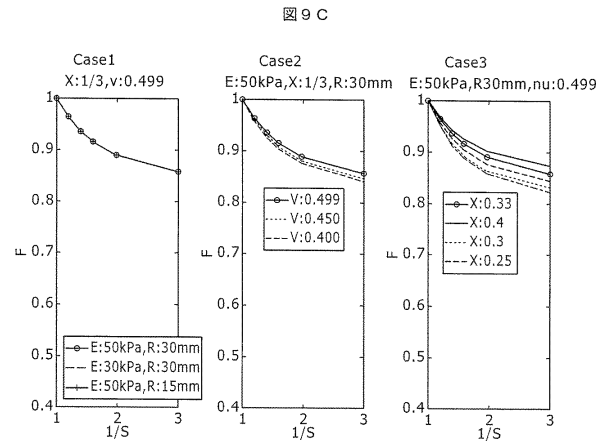 図９Ｃ
Case1
X:1/3,v:0.499
F
1
0.9
0.8
1
0.6
0.5
0.4
1
2
3
1/S
E:50kPa,R:30mm
E:30kPa,R:30mm
E:50kPa,R:15mm
Case2
E:50kPa,X:1/3,R:30mm
F
1
0.9
0.8
0.7
0.6
0.5
0.4
1
2
3
1/S
V:0.499
V:0.450
V:0.400
Case3
E:50kPa,R30mm,nu:0.499
F
1
0.9
0.8
0.7
0.6
0.5
0.4
1
2
3
1/S
X:0.33
X:0.4
X:0.3
X:0.25